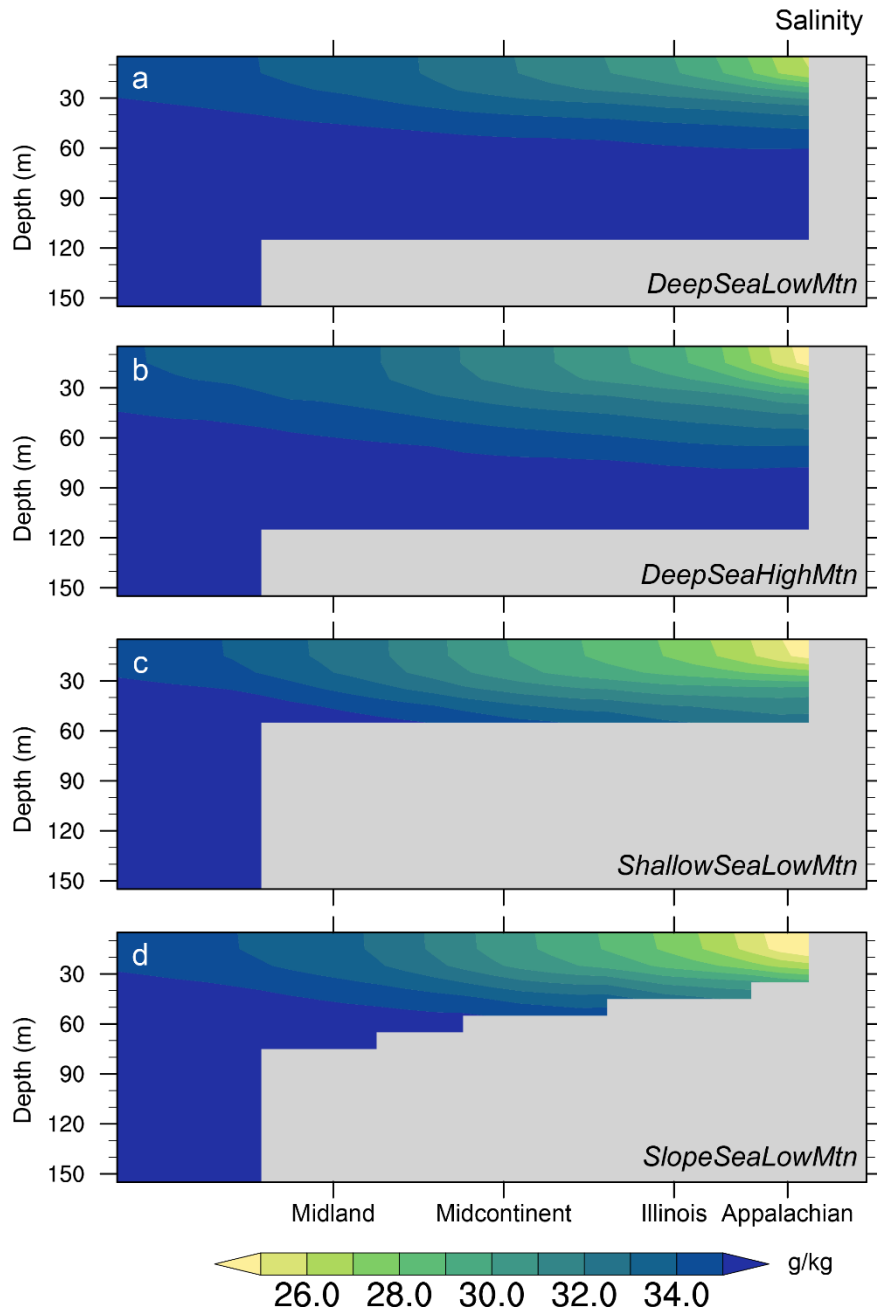 Salinity
a
30
60
90
120
150
Depth (m)
DeepSeaLowMtn
b
30
60
90
120
150
Depth (m)
DeepSeaHighMtn
c
30
60
90
120
150
Depth (m)
ShallowSeaLowMtn
d
30
60
90
120
150
Depth (m)
SlopeSeaLowMtn
Midland Midcontinent Illinois Appalachian
g/kg
26.0 28.0 30.0 32.0 34.0